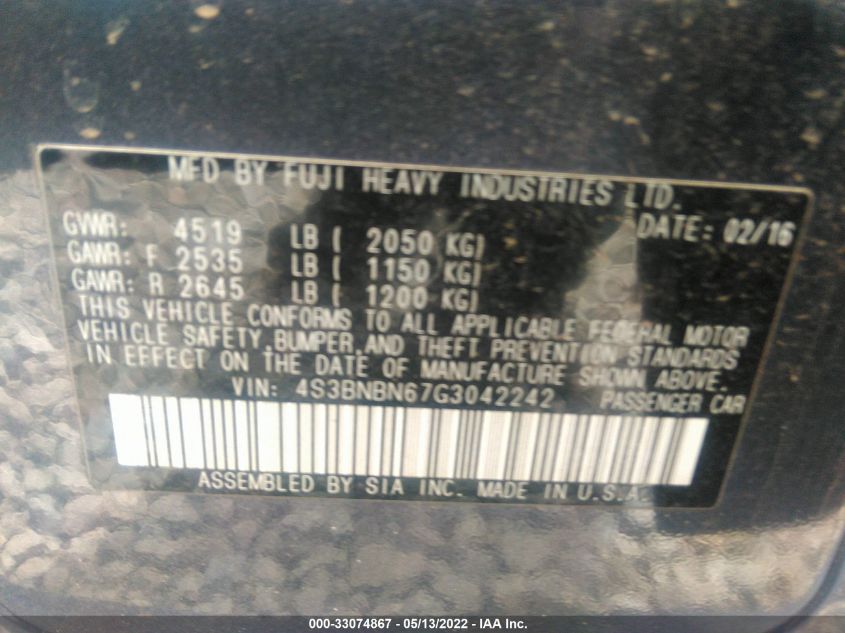 MFD BY FUJI HEAVY INDUSTRIES LTD.
DATE: 02/16
GVWR: 4519 LB ( 2050 KG)
GAWR: F 2535 LB ( 1150 KG)
GAWR: R 2645 LB ( 1200 KG)
THIS VEHICLE CONFORMS TO ALL APPLICABLE FEDERAL MOTOR
VEHICLE SAFETY, BUMPER, AND THEFT PREVENTION STANDARDS
IN EFFECT ON THE DATE OF MANUFACTURE SHOWN ABOVE.
VIN: 4S3BNBN67G3042242 PASSENGER CAR
ASSEMBLED BY SIA INC. MADE IN U.S.A.
000-33074867 - 05/13/2022 - IAA Inc.